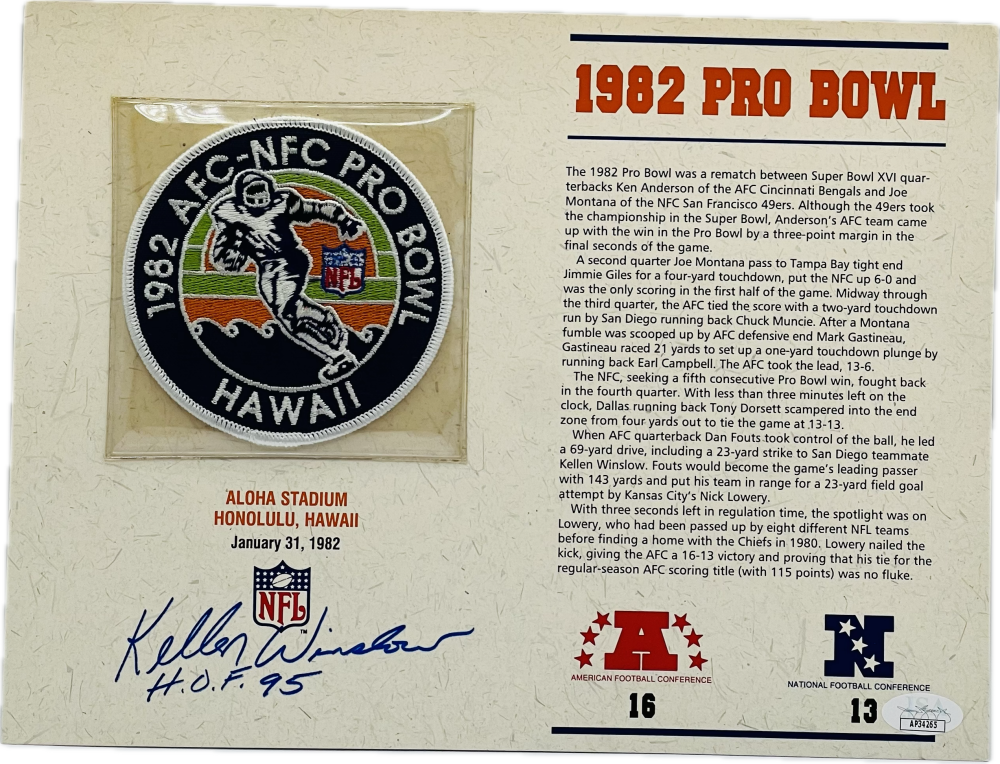 1982 AFC-NFC PRO BOWL
NFL
HAWAII
ALOHA STADIUM
HONOLULU, HAWAII
January 31, 1982
NFL
TM
Kellen Winslow
H.O.F. 95
1982 PRO BOWL
The 1982 Pro Bowl was a rematch between Super Bowl XVI quar-
terbacks Ken Anderson of the AFC Cincinnati Bengals and Joe
Montana of the NFC San Francisco 49ers. Although the 49ers took
the championship in the Super Bowl, Anderson's AFC team came
up with the win in the Pro Bowl by a three-point margin in the
final seconds of the game.
A second quarter Joe Montana pass to Tampa Bay tight end
Jimmie Giles for a four-yard touchdown, put the NFC up 6-0 and
was the only scoring in the first half of the game. Midway through
the third quarter, the AFC tied the score with a two-yard touchdown
run by San Diego running back Chuck Muncie. After a Montana
fumble was scooped up by AFC defensive end Mark Gastineau,
Gastineau raced 21 yards to set up a one-yard touchdown plunge by
running back Earl Campbell. The AFC took the lead, 13-6.
The NFC, seeking a fifth consecutive Pro Bowl win, fought back
in the fourth quarter. With less than three minutes left on the
clock, Dallas running back Tony Dorsett scampered into the end
zone from four yards out to tie the game at 13-13.
When AFC quarterback Dan Fouts took control of the ball, he led
a 69-yard drive, including a 23-yard strike to San Diego teammate
Kellen Winslow. Fouts would become the game's leading passer
with 143 yards and put his team in range for a 23-yard field goal
attempt by Kansas City's Nick Lowery.
With three seconds left in regulation time, the spotlight was on
Lowery, who had been passed up by eight different NFL teams
before finding a home with the Chiefs in 1980. Lowery nailed the
kick, giving the AFC a 16-13 victory and proving that his tie for the
regular-season AFC scoring title (with 115 points) was no fluke.
A
AMERICAN FOOTBALL CONFERENCE
16
N
NATIONAL FOOTBALL CONFERENCE
13
AP34265